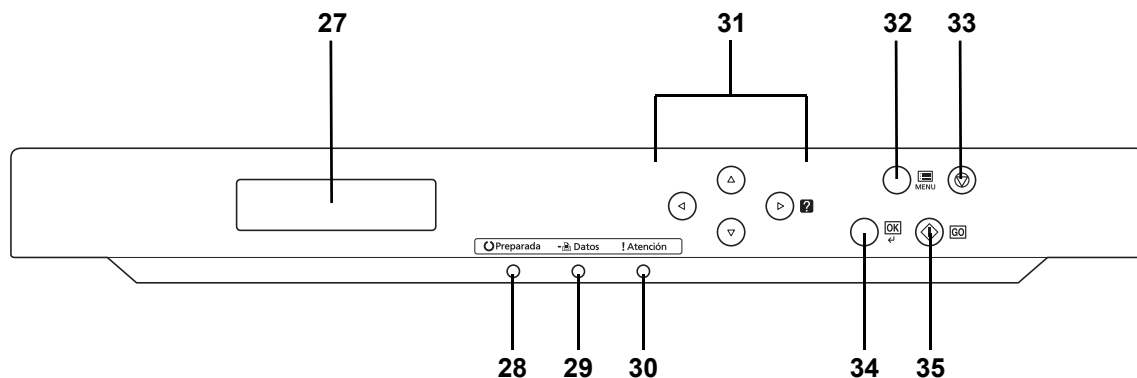 27 31 32 33
MENU
?
OK
GO
Preparada Datos ! Atención
28 29 30 34 35